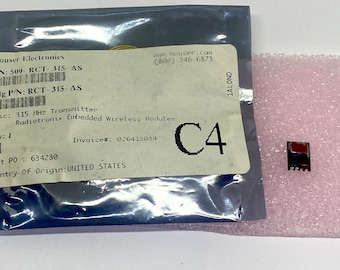 ouser Electronics
www.mouser.com
(800) 346-6873
N: 509- RCT- 315- AS
g P/N: RCT- 315- AS
sc: 315 MHz Transmitter
Radiotronix Embedded Wireless Modules
Invoice#:
t PO : 634280
ntry Of Origin:UNITED STATES
C4